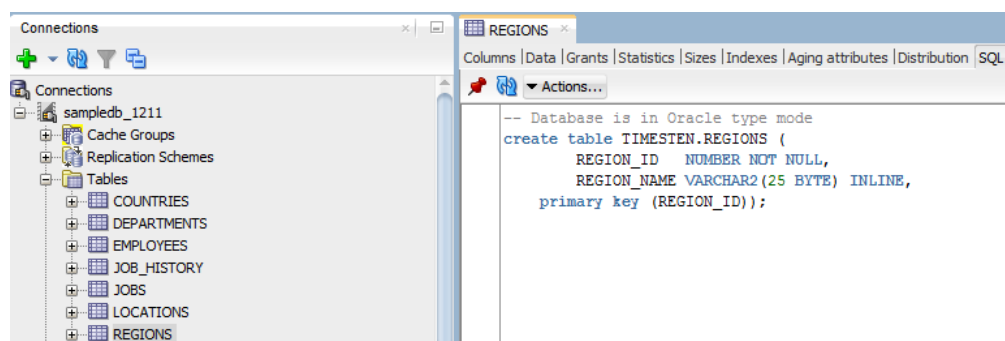 Connections
Connections
sampledb_1211
Cache Groups
Replication Schemes
Tables
COUNTRIES
DEPARTMENTS
EMPLOYEES
JOB_HISTORY
JOBS
LOCATIONS
REGIONS
REGIONS
Columns |Data |Grants |Statistics |Sizes |Indexes |Aging attributes |Distribution |SQL
Actions...
-- Database is in Oracle type mode
create table TIMESTEN.REGIONS (
REGION_ID NUMBER NOT NULL,
REGION_NAME VARCHAR2(25 BYTE) INLINE,
primary key (REGION_ID));